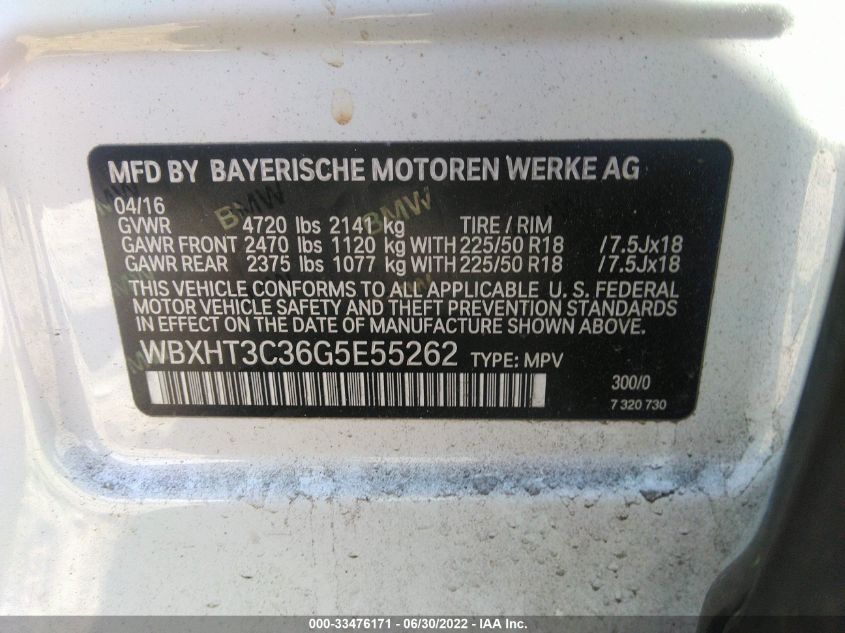 MFD BY BAYERISCHE MOTOREN WERKE AG
04/16
GVWR 4720 lbs 2141 kg TIRE / RIM
GAWR FRONT 2470 lbs 1120 kg WITH 225/50 R18 /7.5Jx18
GAWR REAR 2375 lbs 1077 kg WITH 225/50 R18 /7.5Jx18
BMW BMW
THIS VEHICLE CONFORMS TO ALL APPLICABLE U. S. FEDERAL
MOTOR VEHICLE SAFETY AND THEFT PREVENTION STANDARDS
IN EFFECT ON THE DATE OF MANUFACTURE SHOWN ABOVE.
WBXHT3C36G5E55262 TYPE: MPV
300/0
7 320 730
000-33476171 - 06/30/2022 - IAA Inc.